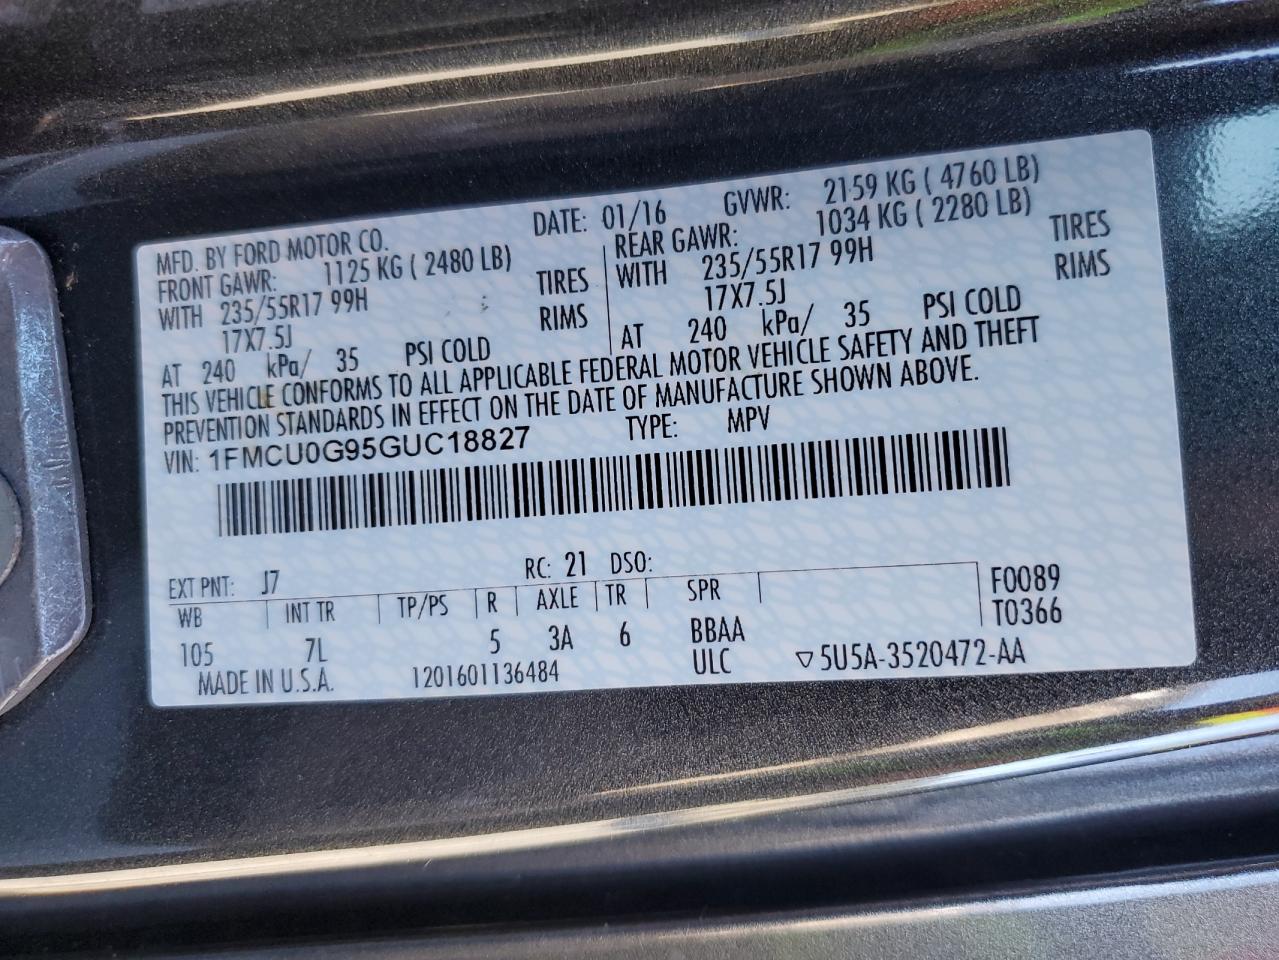 MFD. BY FORD MOTOR CO. DATE: 01/16 GVWR: 2159 KG ( 4760 LB)
FRONT GAWR: 1125 KG ( 2480 LB) REAR GAWR: 1034 KG ( 2280 LB)
WITH 235/55R17 99H TIRES WITH 235/55R17 99H TIRES
17X7.5J RIMS 17X7.5J RIMS
AT 240 kPa/ 35 PSI COLD AT 240 kPa/ 35 PSI COLD
THIS VEHICLE CONFORMS TO ALL APPLICABLE FEDERAL MOTOR VEHICLE SAFETY AND THEFT
PREVENTION STANDARDS IN EFFECT ON THE DATE OF MANUFACTURE SHOWN ABOVE.
VIN: 1FMCU0G95GUC18827 TYPE: MPV
EXT PNT: J7 RC: 21 DSO:
WB INT TR TP/PS R AXLE TR SPR F0089
T0366
105 7L 5 3A 6 BBAA
MADE IN U.S.A. 1201601136484 ULC ▽5U5A-3520472-AA